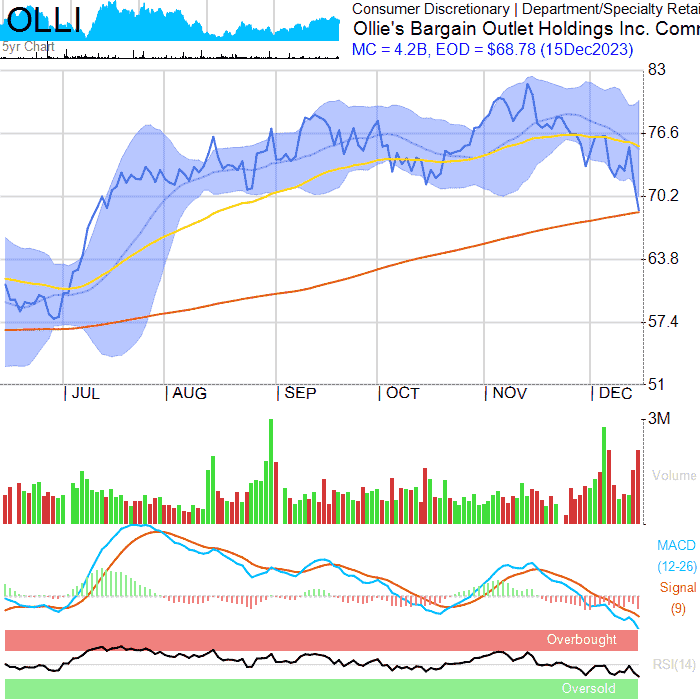 OLLI
5yr Chart
Consumer Discretionary | Department/Specialty Retai
Ollie's Bargain Outlet Holdings Inc. Comm
MC = 4.2B, EOD = $68.78 (15Dec2023)
83
76.6
70.2
63.8
57.4
51
JUL AUG SEP OCT NOV DEC
3M
Volume
MACD
(12-26)
Signal
(9)
Overbought
RSI(14)
Oversold